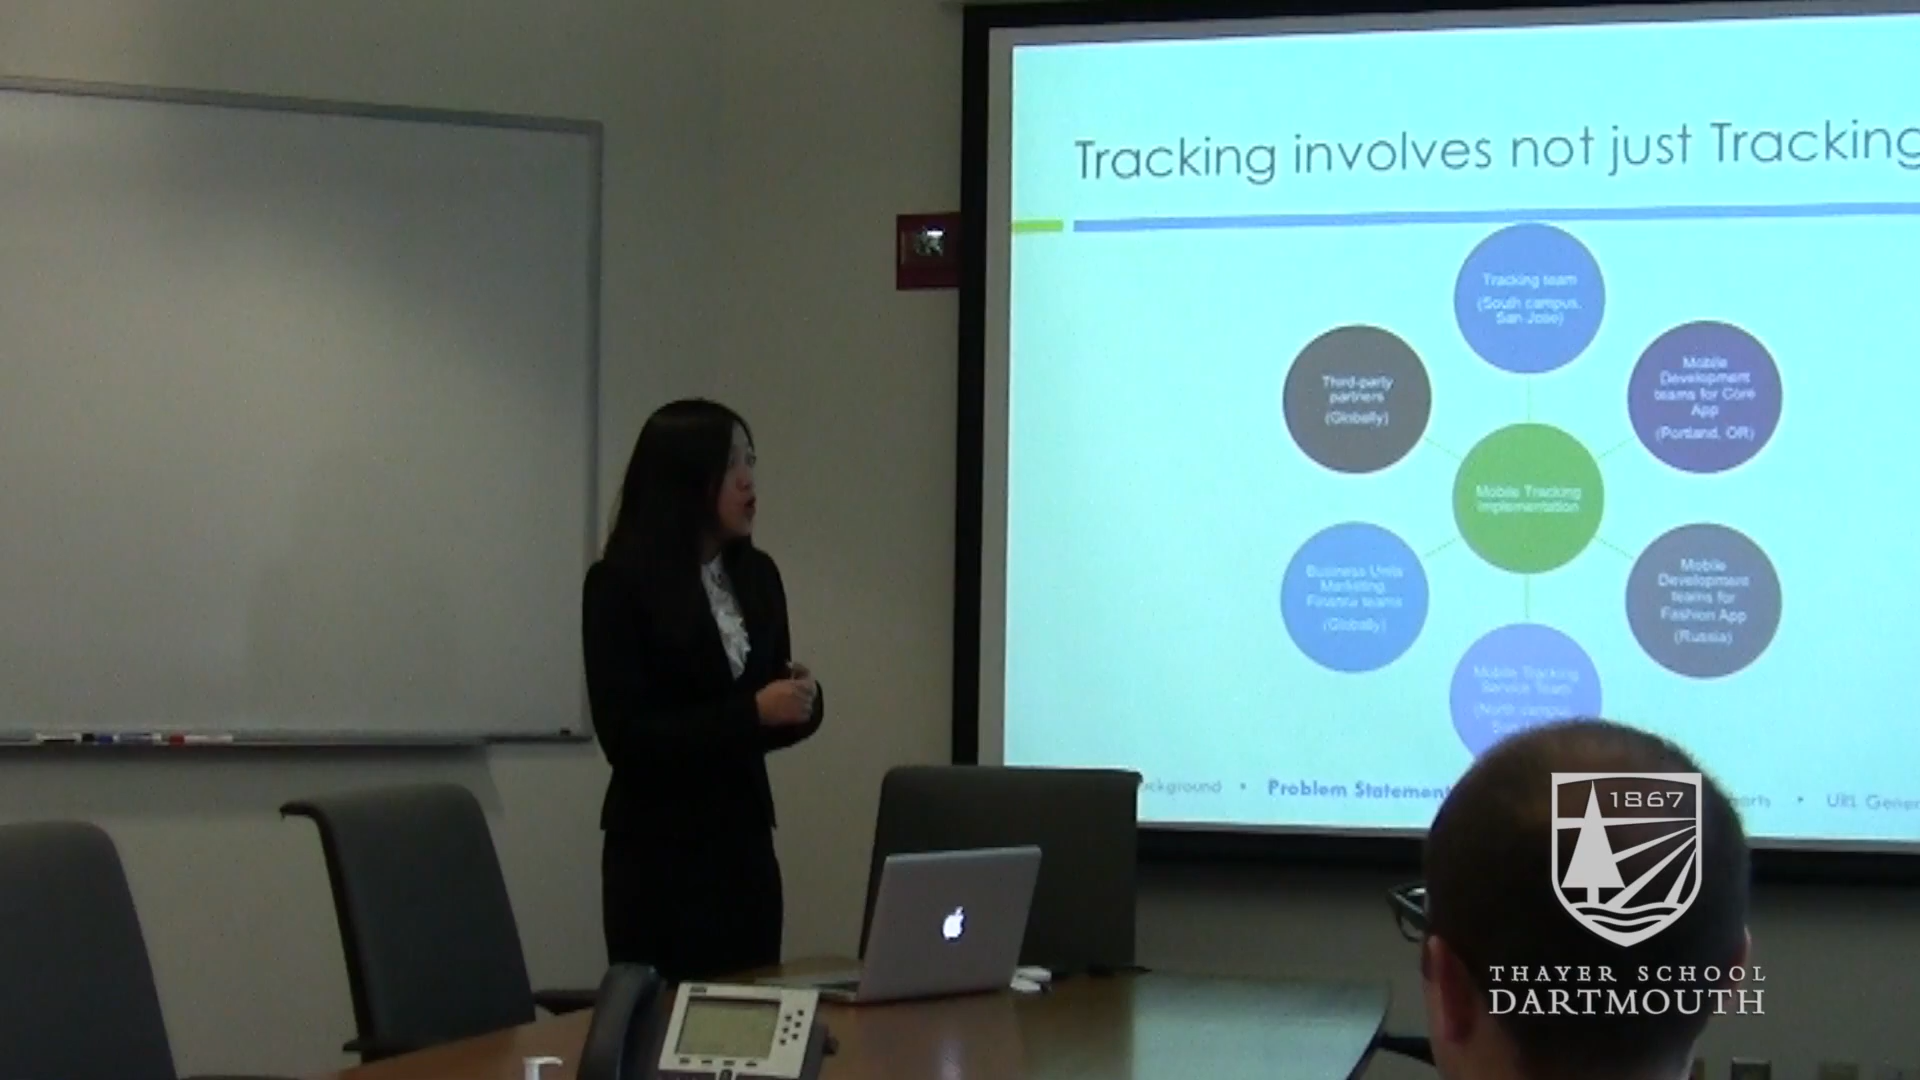 Tracking involves not just Tracking
Tracking team
(South campus,
San Jose)
Third-party
partners
(Globally)
Mobile
Development
teams for Core
App
(Portland, OR)
Mobile Tracking
Implementation
Business Units
Marketing,
Finance teams
(Globally)
Mobile
Development
teams for
Fashion App
(Russia)
Mobile Tracking
Service Team
(North campus,
Problem Statement
URL
1867
THAYER SCHOOL
DARTMOUTH